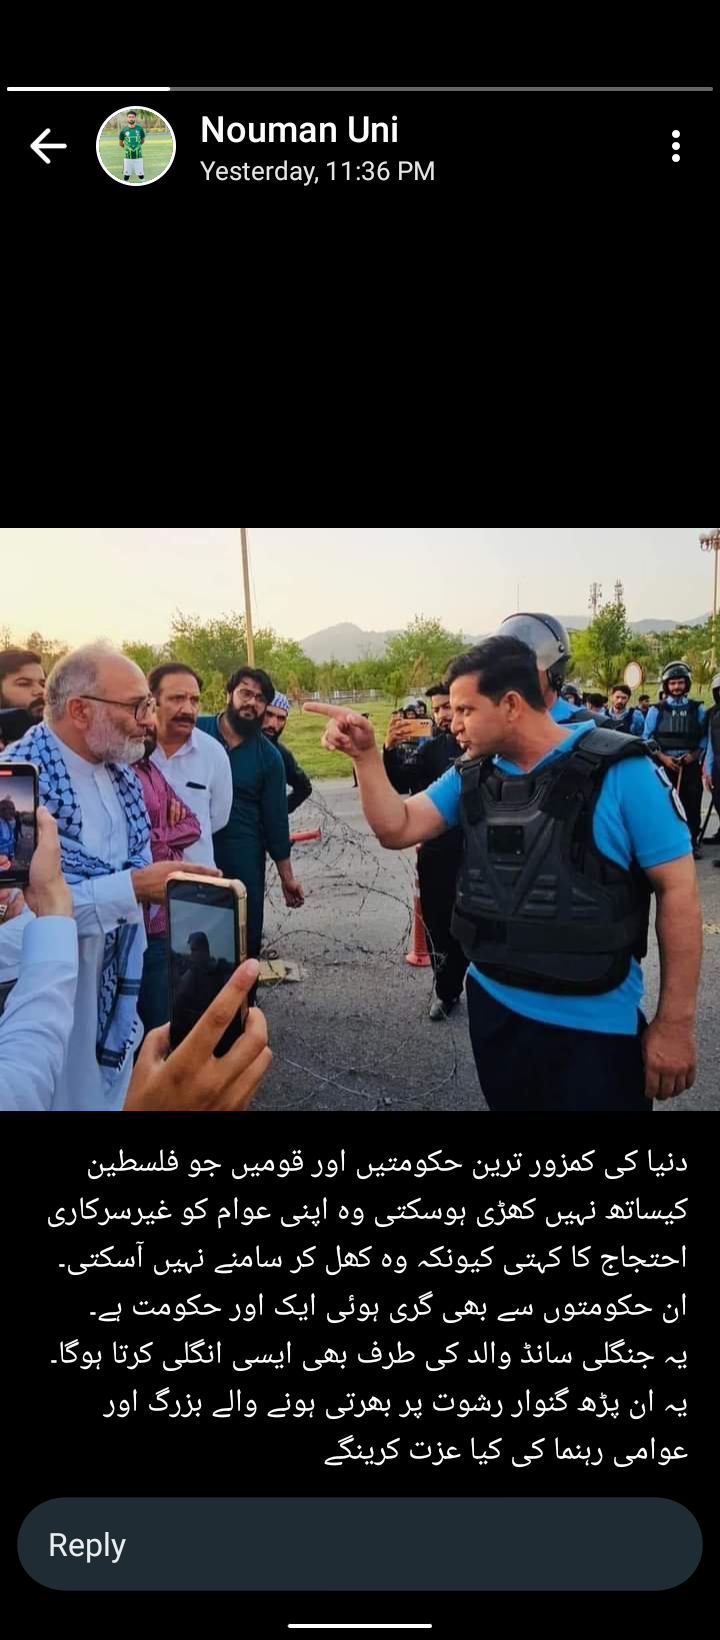 Nouman Uni
Yesterday, 11:36 PM
دنیا کی کمزور ترین حکومتیں اور قومیں جو فلسطین
کیساتھ نہیں کھڑی ہوسکتی وہ اپنی عوام کو غیرسرکاری
احتجاج کا کہتی کیونکہ وہ کھل کر سامنے نہیں آسکتی۔
ان حکومتوں سے بھی گری ہوئی ایک اور حکومت ہے۔
یہ جنگلی سانڈ والد کی طرف بھی ایسی انگلی کرتا ہوگا۔
یہ ان پڑھ گنوار رشوت پر بھرتی ہونے والے بزرگ اور
عوامی رہنما کی کیا عزت کرینگے
Reply